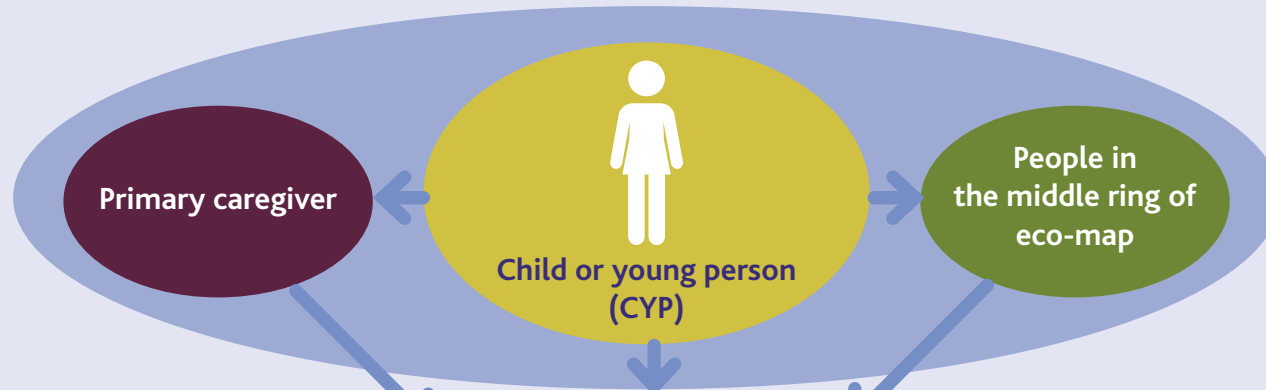 Primary caregiver
Child or young person
(CYP)
People in
the middle ring of
eco-map